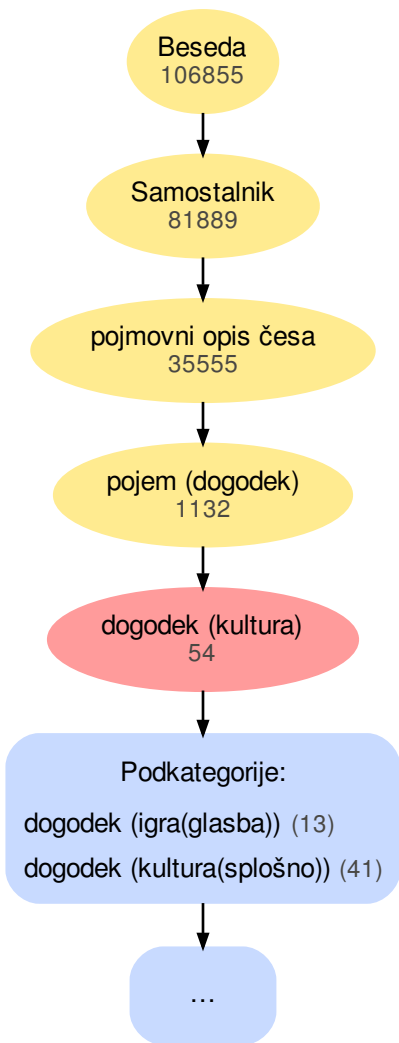 Beseda
106855
Samostalnik
81889
pojmovni opis česa
35555
pojem (dogodek)
1132
dogodek (kultura)
54
Podkategorije:
dogodek (igra(glasba)) (13)
dogodek (kultura(splošno)) (41)
...